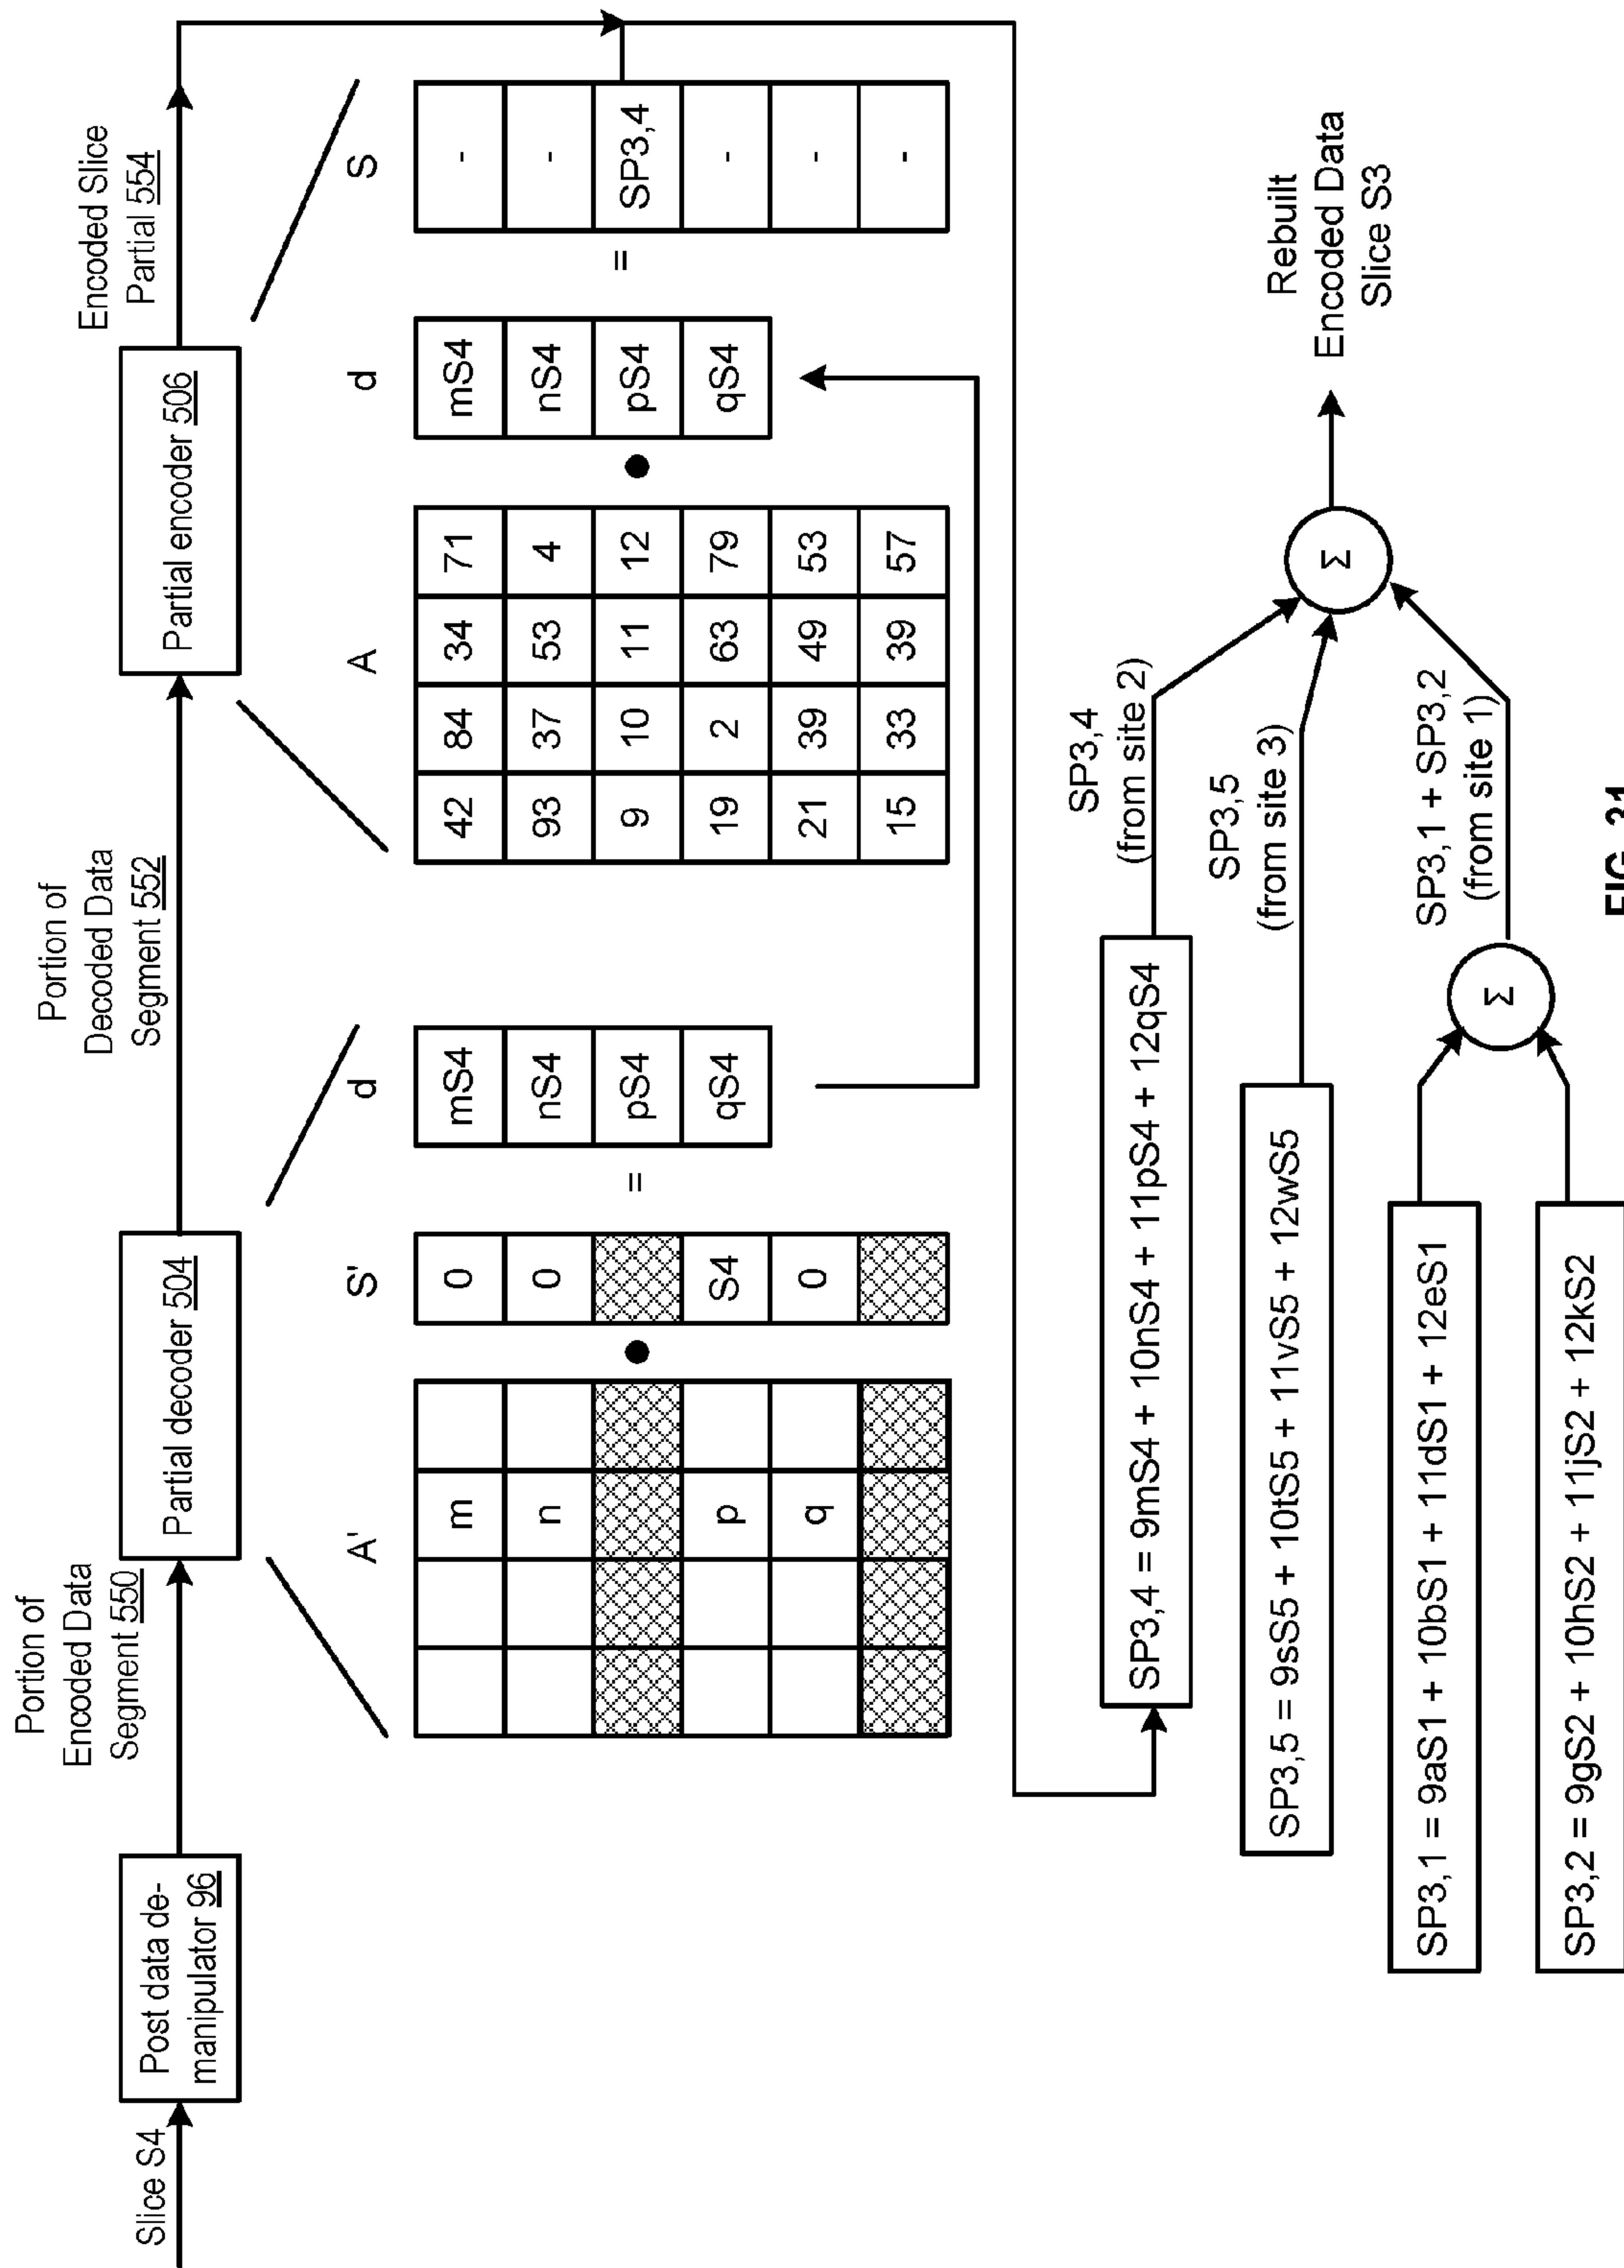 Slice S4
Post data de-
manipulator 96
Portion of
Encoded Data
Segment 550
Partial decoder 504
Portion of
Decoded Data
Segment 552
Partial encoder 506
Encoded Slice
Partial 554
A'
m
n
p
q
S'
0
0
S4
0
=
d
mS4
nS4
pS4
qS4
A
42 84 34 71
93 37 53 4
9 10 11 12
19 2 63 79
21 39 49 53
15 33 39 57
d
mS4
nS4
pS4
qS4
=
S
-
-
SP3,4
-
-
-
SP3,4 = 9mS4 + 10nS4 + 11pS4 + 12qS4
SP3,4
(from site 2)
SP3,5 = 9sS5 + 10tS5 + 11vS5 + 12wS5
SP3,5
(from site 3)
SP3,1 = 9aS1 + 10bS1 + 11dS1 + 12eS1
SP3,2 = 9gS2 + 10hS2 + 11jS2 + 12kS2
Σ
SP3,1 + SP3,2
(from site 1)
Σ
Rebuilt
Encoded Data
Slice S3
FIG. 31